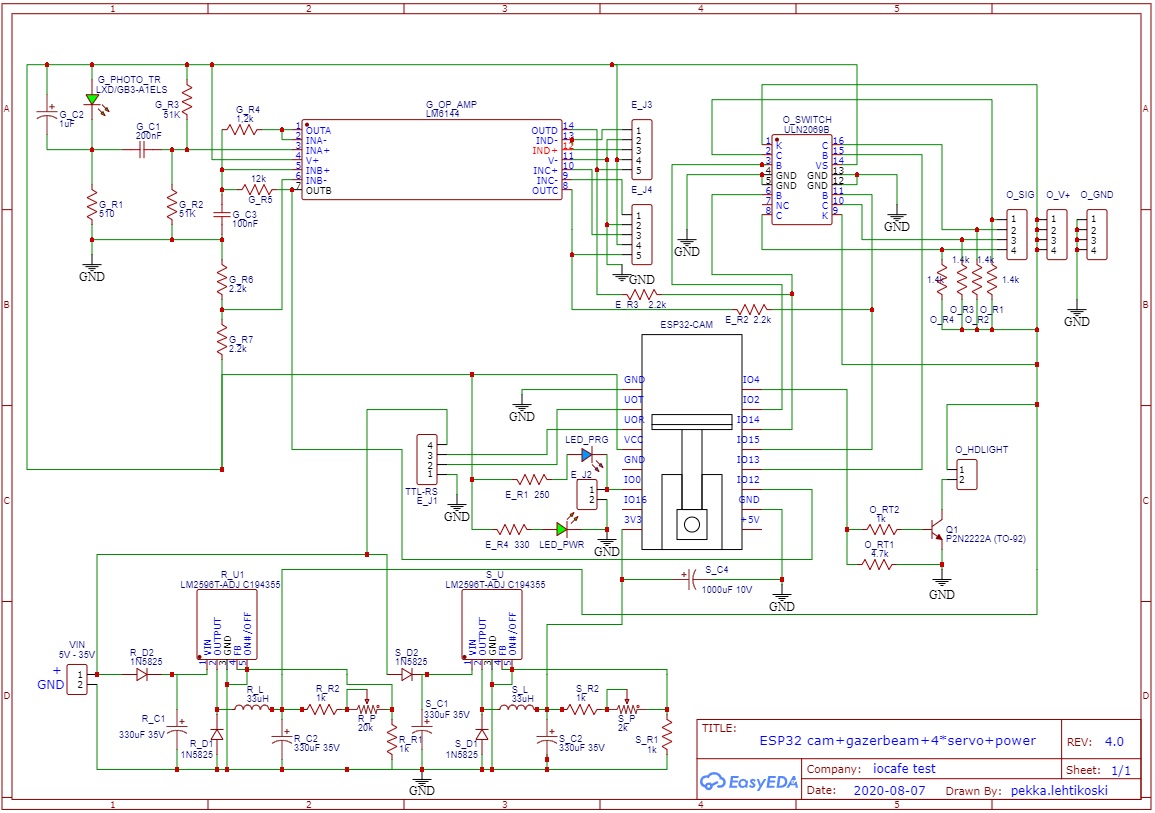 1 2 3 4 5
A
B
C
D
G_PHOTO_TR
LXD/GB3-A1ELS
G_C2
1uF
G_R3
51K
G_C1
200nF
G_R4
1.2k
12k
G_R5
G_R1
510
G_R2
51K
G_C3
100nF
GND
G_R6
2.2k
G_R7
2.2k
G_OP_AMP
LM6144
1 OUTA
2 INA-
3 INA+
4 V+
5 INB+
6 INB-
7 OUTB
OUTD 14
IND- 13
IND+ 12
V- 11
INC+ 10
INC- 9
OUTC 8
E_J3
1
2
3
4
5
E_J4
1
2
3
4
5
GND
E_R3 2.2k
E_R2 2.2k
GND
O_SWITCH
ULN2069B
1 K
2 C
3 B
4 GND
5 GND
6 B
7 NC
8 C
C 16
B 15
VS 14
GND 13
GND 12
B 11
C 10
K 9
GND
O_SIG
1
2
3
4
O_V+
1
2
3
4
O_GND
1
2
3
4
GND
1.4k
1.4k
1.4k
1.4k
O_R1
O_R2
O_R3
O_R4
ESP32-CAM
GND
UOT
UOR
VCC
GND
IO0
IO16
3V3
IO4
IO2
IO14
IO15
IO13
IO12
GND
+5V
GND
4
3
2
1
TTL-RS
E_J1
GND
LED_PRG
E_J2
1
2
E_R1 250
E_R4 330
LED_PWR
GND
S_C4
1000uF 10V
GND
O_HDLIGHT
1
2
O_RT2
1k
O_RT1
4.7k
Q1
P2N2222A (TO-92)
GND
VIN
5V - 35V
+
GND
1
2
R_D2
1N5825
R_U1
LM2596T-ADJ C194355
VIN
OUTPUT
GND
FB
ON#/OFF
1 2 3 4 5
R_C1
330uF 35V
R_D1
1N5825
R_L
33uH
R_C2
330uF 35V
R_R2
1k
R_P
20k
R_R1
1k
S_D2
1N5825
S_U
LM2596T-ADJ C194355
VIN
OUTPUT
GND
FB
ON#/OFF
1 2 3 4 5
S_C1
330uF 35V
S_D1
1N5825
S_L
33uH
S_C2
330uF 35V
S_R2
1k
S_P
2k
S_R1
1k
GND
TITLE:
ESP32 cam+gazerbeam+4*servo+power
REV: 4.0
EasyEDA
Company: iocafe test
Sheet: 1/1
Date: 2020-08-07
Drawn By: pekka.lehtikoski
A
B
C
D
1 2 3 4 5